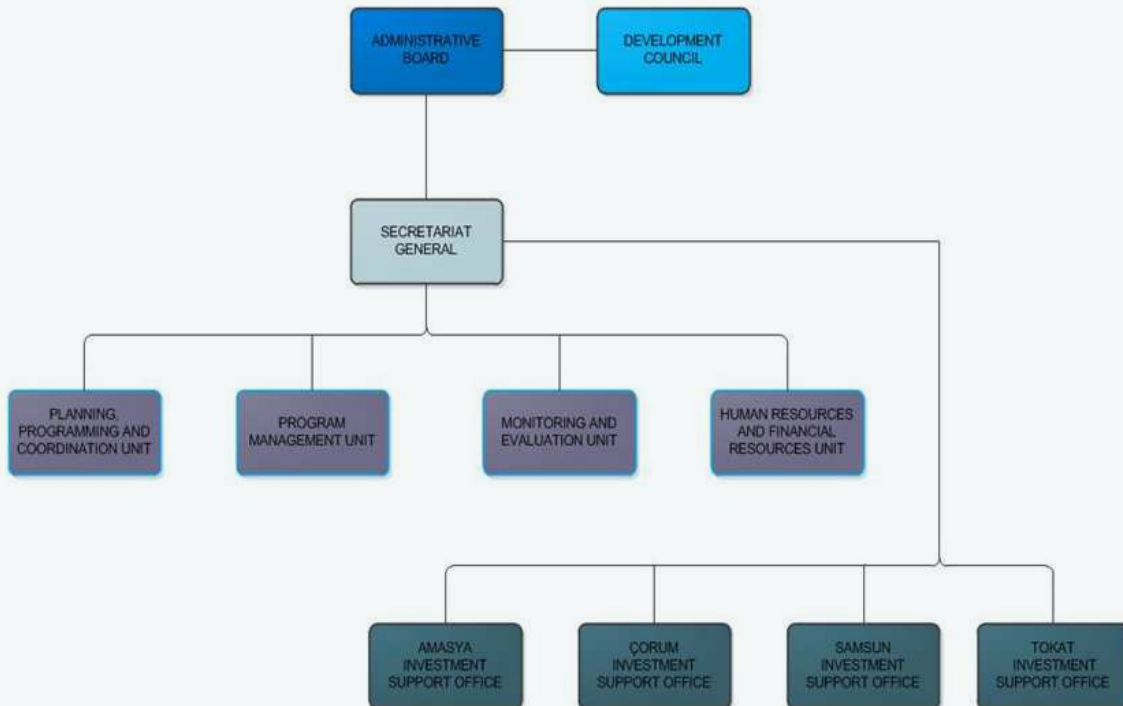 ADMINISTRATIVE
BOARD
DEVELOPMENT
COUNCIL
SECRETARIAT
GENERAL
PLANNING,
PROGRAMMING AND
COORDINATION UNIT
PROGRAM
MANAGEMENT UNIT
MONITORING AND
EVALUATION UNIT
HUMAN RESOURCES
AND FINANCIAL
RESOURCES UNIT
AMASYA
INVESTMENT
SUPPORT OFFICE
ÇORUM
INVESTMENT
SUPPORT OFFICE
SAMSUN
INVESTMENT
SUPPORT OFFICE
TOKAT
INVESTMENT
SUPPORT OFFICE